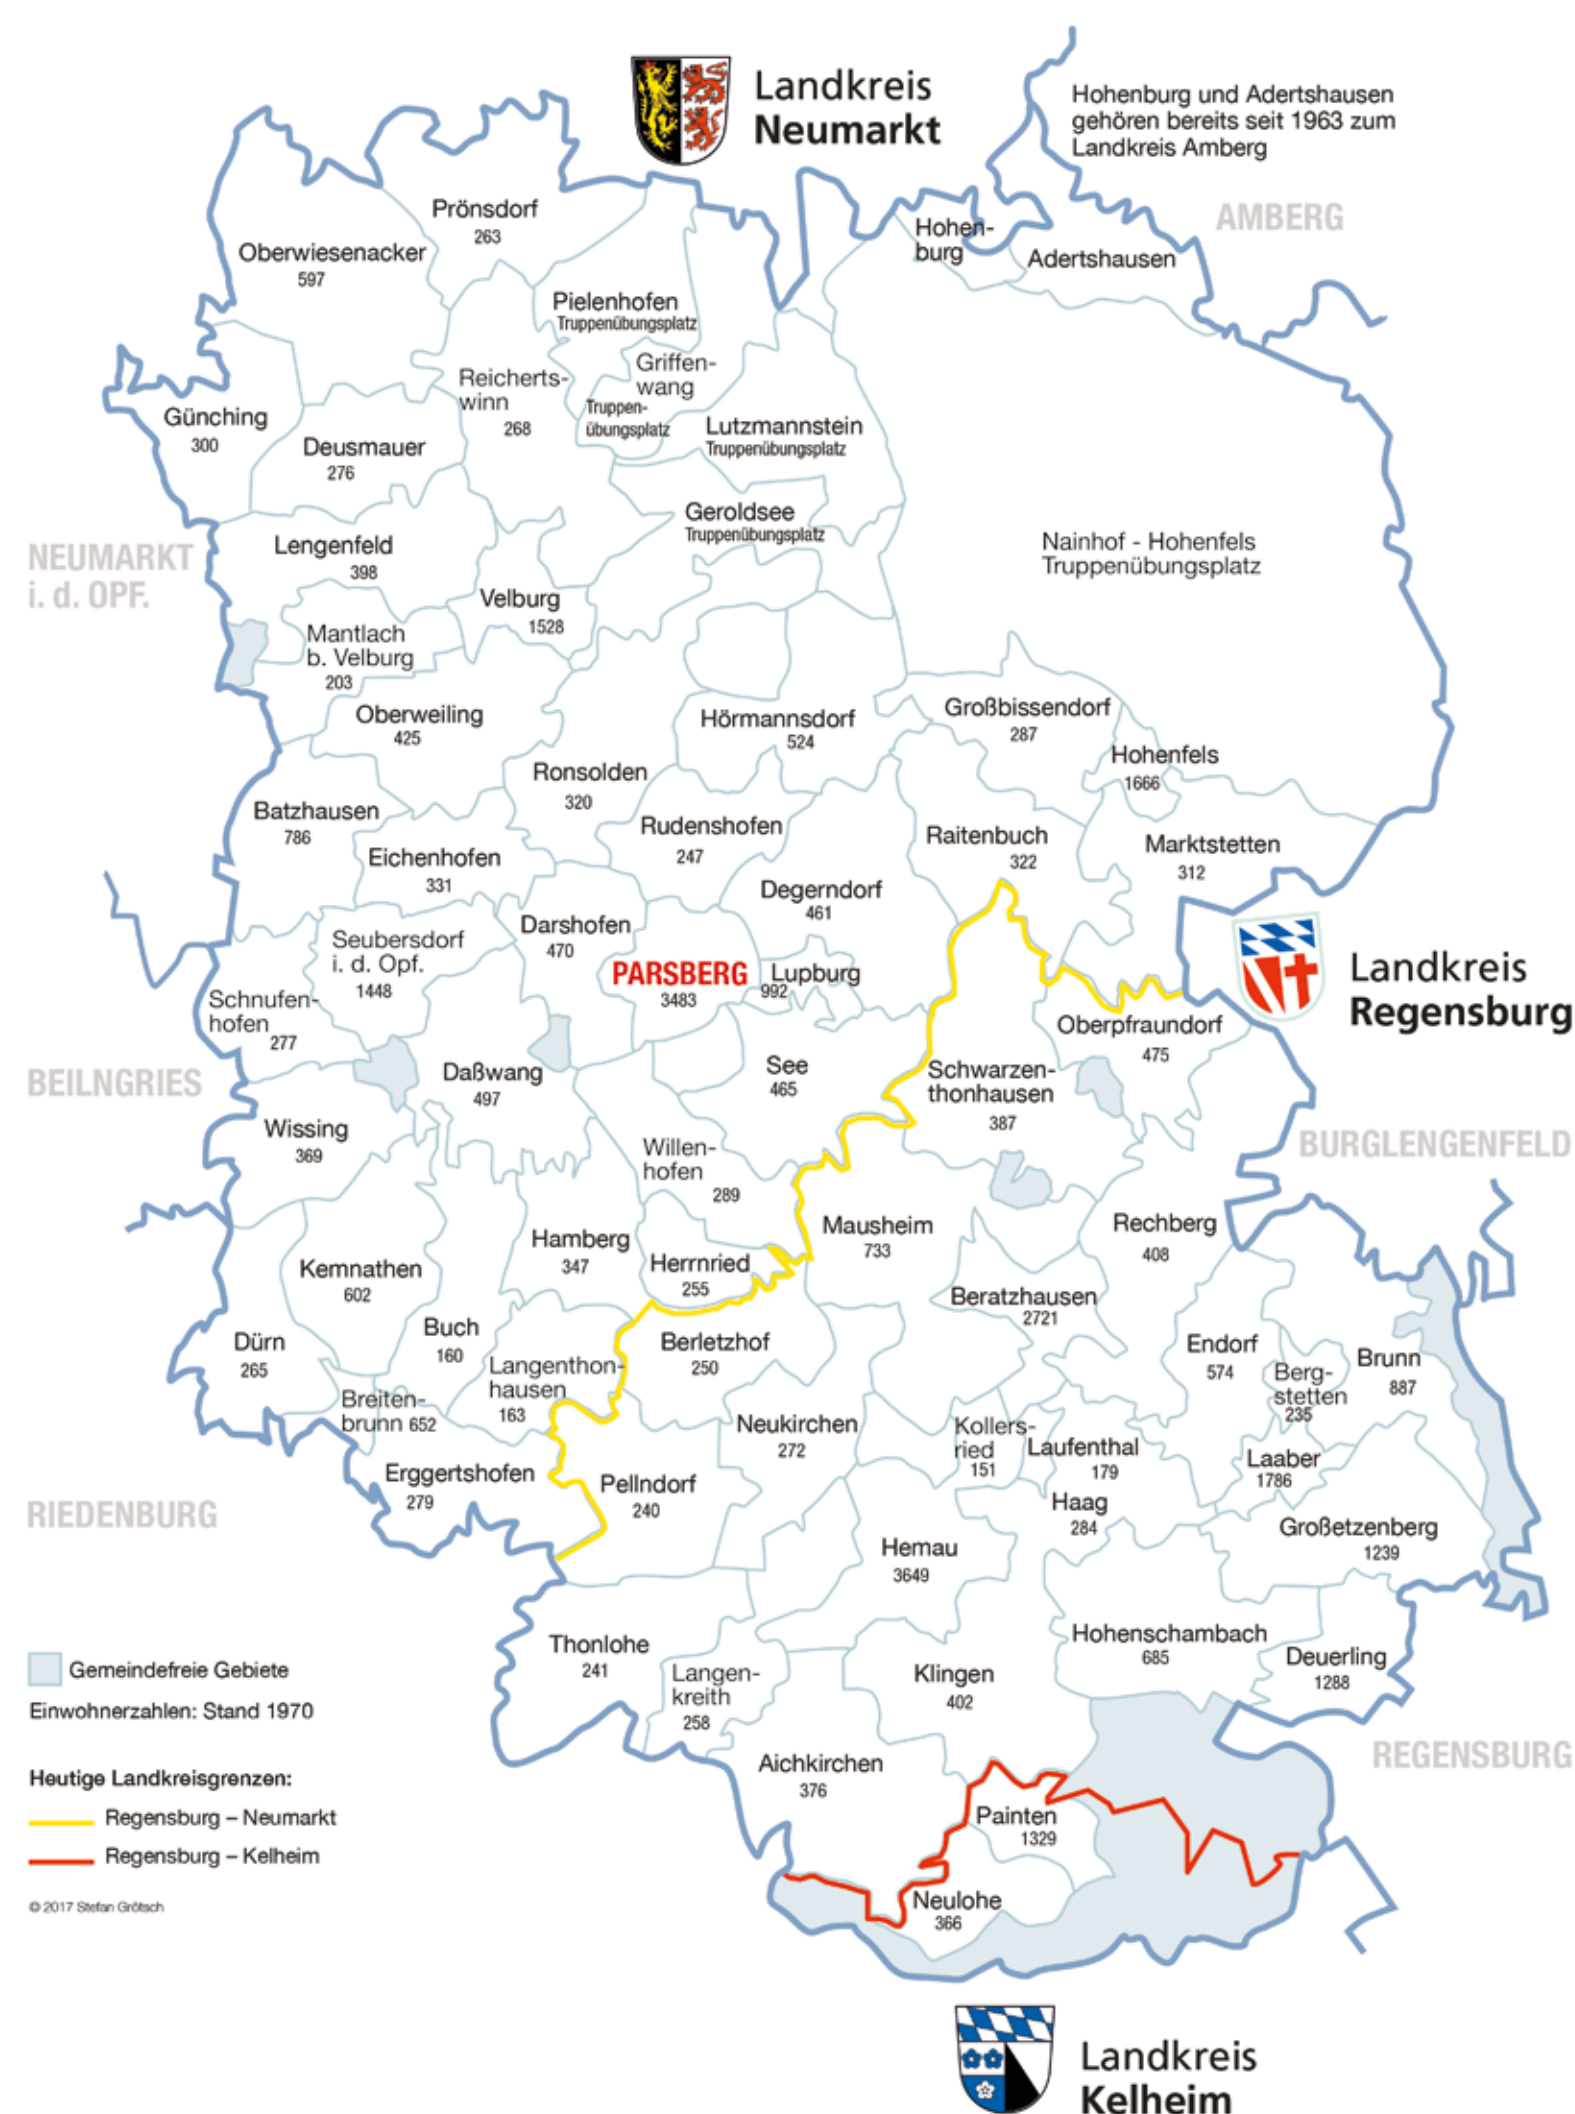 Landkreis
Neumarkt
Hohenburg und Adertshausen
gehören bereits seit 1963 zum
Landkreis Amberg
AMBERG
Prönsdorf
263
Hohen-
burg
Adertshausen
Oberwiesenacker
597
Pielenhofen
Truppenübungsplatz
Griffen-
wang
Truppen-
übungsplatz
Reicherts-
winn
268
Günching
300
Deusmauer
276
Lutzmannstein
Truppenübungsplatz
Geroldsee
Truppenübungsplatz
Nainhof - Hohenfels
Truppenübungsplatz
NEUMARKT
i. d. OPF.
Lengenfeld
398
Velburg
1528
Mantlach
b. Velburg
203
Oberweiling
425
Hörmannsdorf
524
Großbissendorf
287
Hohenfels
1666
Ronsolden
320
Batzhausen
786
Rudenshofen
247
Raitenbuch
322
Marktstetten
312
Eichenhofen
331
Degerndorf
461
Darshofen
470
Seubersdorf
i. d. Opf.
1448
PARSBERG
3483
Lupburg
992
Landkreis
Regensburg
Schnufen-
hofen
277
Oberpfraundorf
475
BEILNGRIES
Daßwang
497
See
465
Schwarzen-
thonhausen
387
Wissing
369
Willen-
hofen
289
BURGLENGENFELD
Mausheim
733
Rechberg
408
Hamberg
347
Herrnried
255
Kemnathen
602
Beratzhausen
2721
Buch
160
Dürn
265
Berletzhof
250
Endorf
574
Brunn
887
Berg-
stetten
235
Langenthon-
hausen
163
Breiten-
brunn 652
Neukirchen
272
Kollers-
ried
151
Laufenthal
179
Laaber
1786
Erggertshofen
279
Pellndorf
240
Haag
284
RIEDENBURG
Großetzenberg
1239
Hemau
3649
Thonlohe
241
Hohenschambach
685
Deuerling
1288
Langen-
kreith
258
Klingen
402
Gemeindefreie Gebiete
Einwohnerzahlen: Stand 1970
REGENSBURG
Aichkirchen
376
Heutige Landkreisgrenzen:
Regensburg – Neumarkt
Regensburg – Kelheim
Painten
1329
Neulohe
366
© 2017 Stefan Grötsch
Landkreis
Kelheim